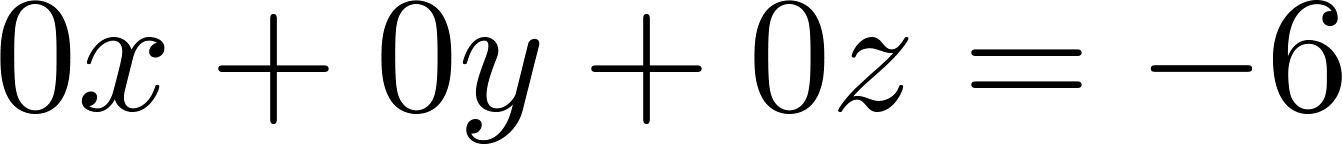 0x + 0y + 0z = −6